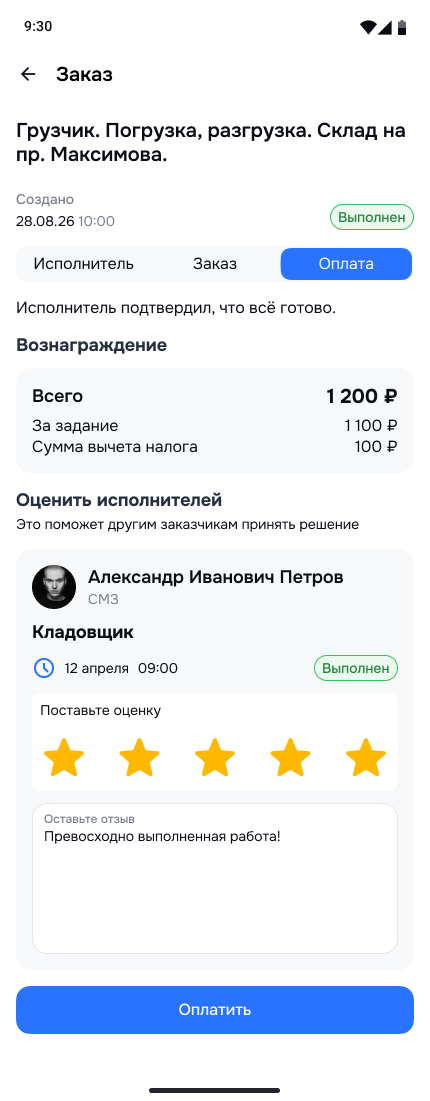 9:30
Заказ
Грузчик. Погрузка, разгрузка. Склад на
пр. Максимова.
Создано
28.08.26 10:00
Выполнен
Исполнитель
Заказ
Оплата
Исполнитель подтвердил, что всё готово.
Вознаграждение
Всего 1 200 ₽
За задание 1 100 ₽
Сумма вычета налога 100 ₽
Оценить исполнителей
Это поможет другим заказчикам принять решение
Александр Иванович Петров
СМЗ
Кладовщик
12 апреля 09:00
Выполнен
Поставьте оценку
Оставьте отзыв
Превосходно выполненная работа!
Оплатить